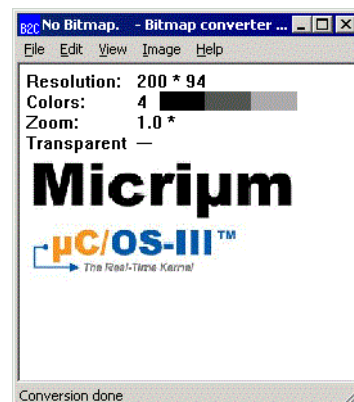 B2C No Bitmap. - Bitmap converter ...
File Edit View Image Help
Resolution: 200 * 94
Colors: 4
Zoom: 1.0 *
Transparent —
Micriµm
µC/OS-III™
The Real-Time Kernel
Conversion done